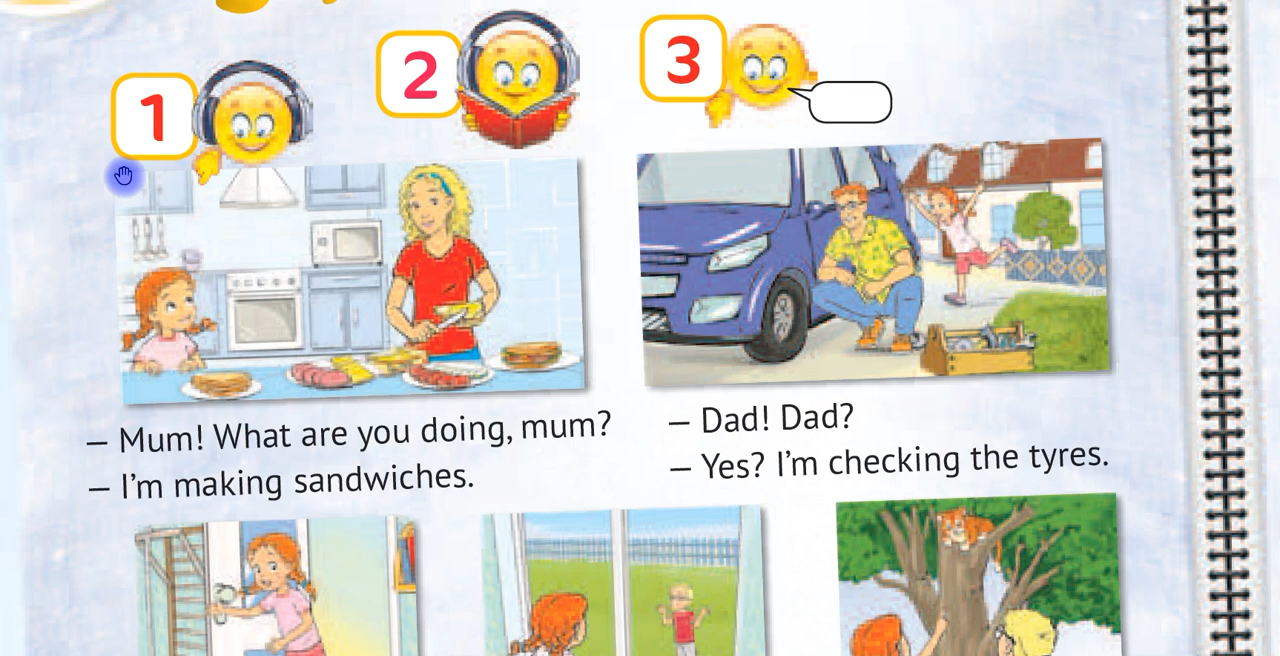 1
2
3
– Mum! What are you doing, mum?
– I'm making sandwiches.
– Dad! Dad?
– Yes? I'm checking the tyres.